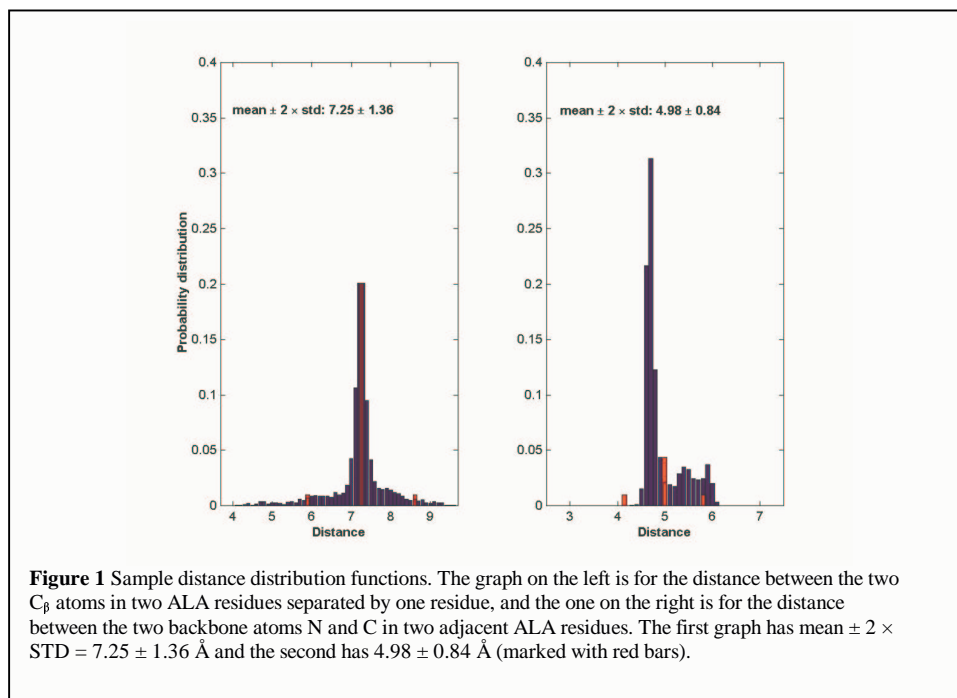 0.4
0.35
0.3
0.25
0.2
0.15
0.1
0.05
0
Probability distribution
mean ± 2 × std: 7.25 ± 1.36
4 5 6 7 8 9
Distance
0.4
0.35
0.3
0.25
0.2
0.15
0.1
0.05
0
mean ± 2 × std: 4.98 ± 0.84
3 4 5 6 7
Distance
Figure 1 Sample distance distribution functions. The graph on the left is for the distance between the two
Cβ atoms in two ALA residues separated by one residue, and the one on the right is for the distance
between the two backbone atoms N and C in two adjacent ALA residues. The first graph has mean ± 2 ×
STD = 7.25 ± 1.36 Å and the second has 4.98 ± 0.84 Å (marked with red bars).